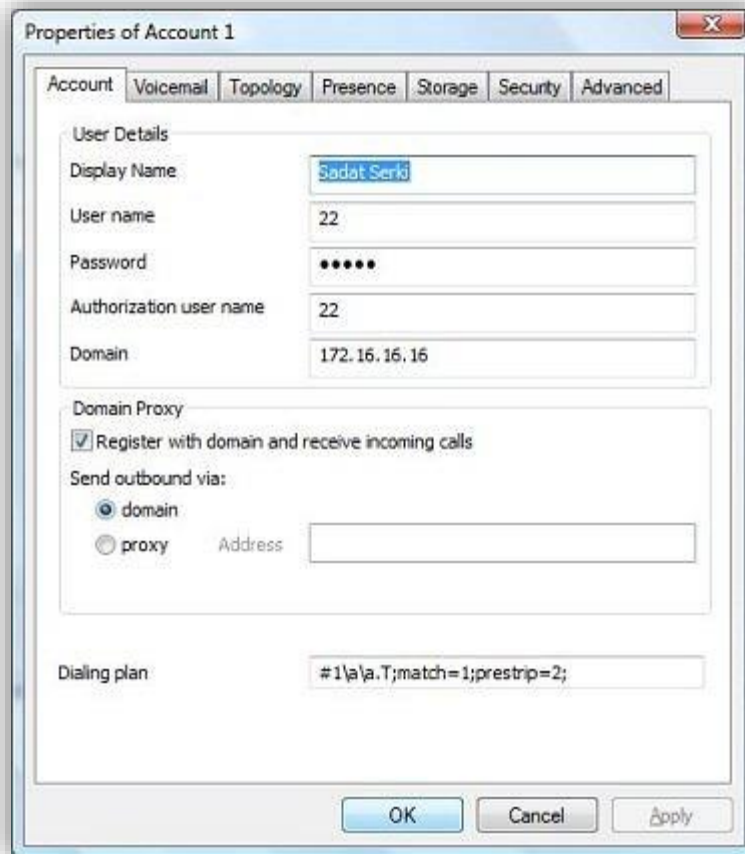 Properties of Account 1
Account Voicemail Topology Presence Storage Security Advanced
User Details
Display Name Sadat Serki
User name 22
Password •••••
Authorization user name 22
Domain 172.16.16.16
Domain Proxy
Register with domain and receive incoming calls
Send outbound via:
domain
proxy Address
Dialing plan #1\a\a.T;match=1;prestrip=2;
OK Cancel Apply